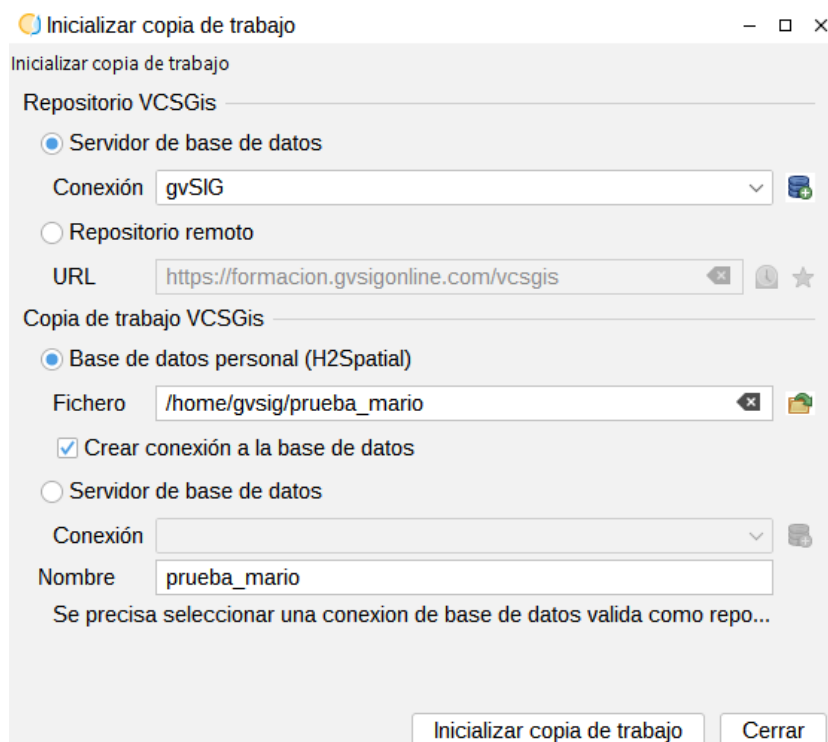 Inicializar copia de trabajo
Inicializar copia de trabajo
Repositorio VCSGis
Servidor de base de datos
Conexión gvSIG
Repositorio remoto
URL https://formacion.gvsigonline.com/vcsgis
Copia de trabajo VCSGis
Base de datos personal (H2Spatial)
Fichero /home/gvsig/prueba_mario
Crear conexión a la base de datos
Servidor de base de datos
Conexión
Nombre prueba_mario
Se precisa seleccionar una conexion de base de datos valida como repo...
Inicializar copia de trabajo Cerrar